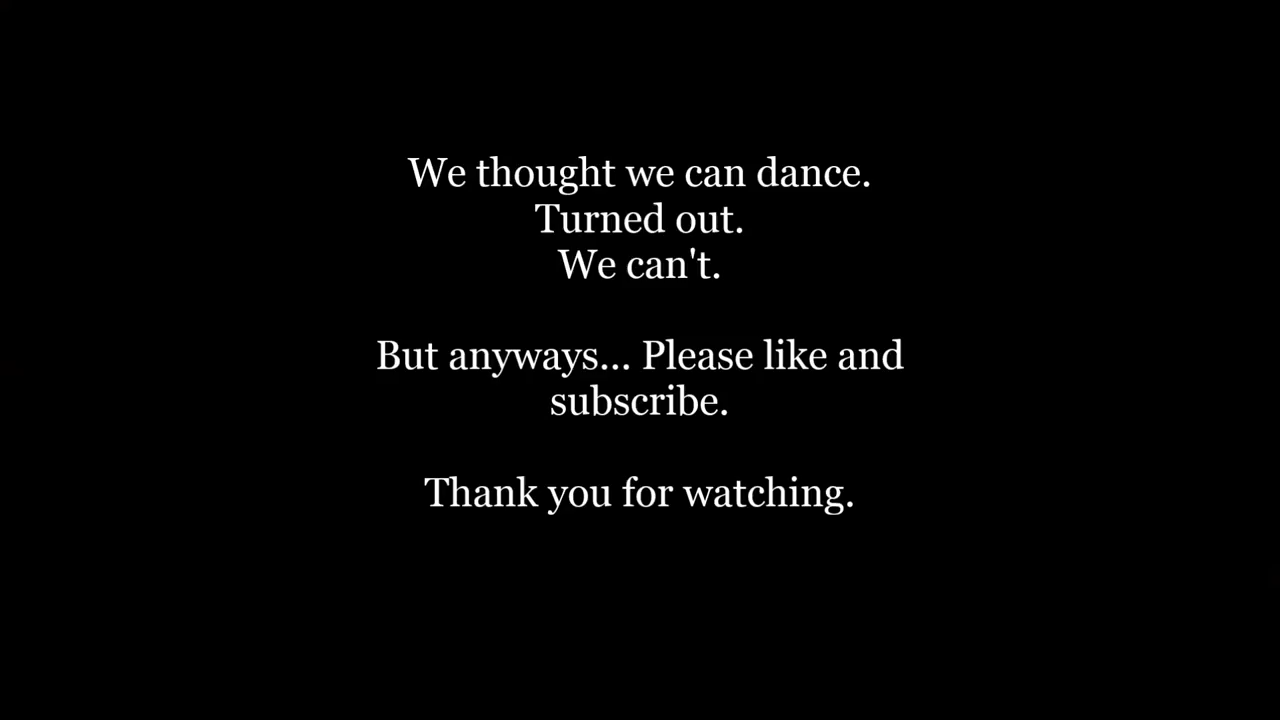 We thought we can dance.
Turned out.
We can't.
But anyways... Please like and
subscribe.
Thank you for watching.